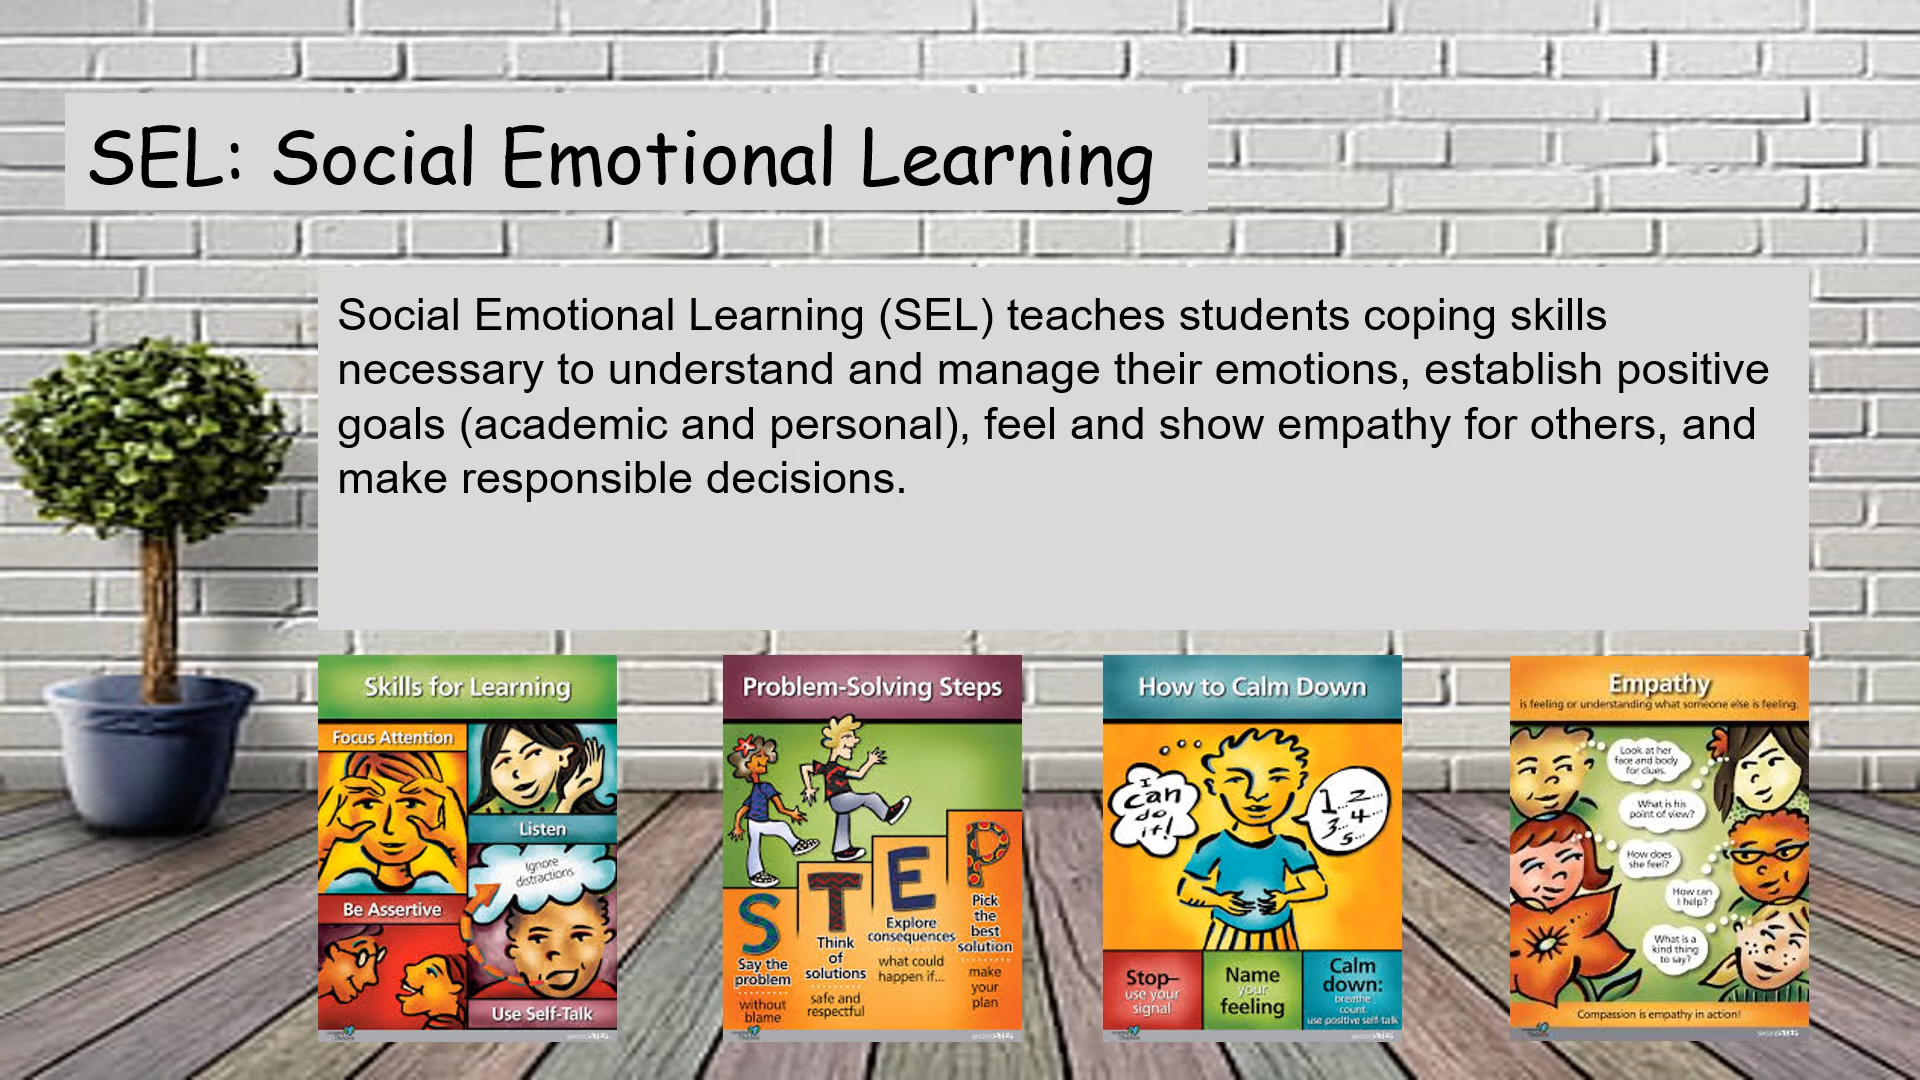 SEL: Social Emotional Learning
Social Emotional Learning (SEL) teaches students coping skills
necessary to understand and manage their emotions, establish positive
goals (academic and personal), feel and show empathy for others, and
make responsible decisions.
Skills for Learning
Focus Attention
Listen
Ignore
distractions
Be Assertive
Use Self-Talk
Problem-Solving Steps
S
Say the
problem
without
blame
T
Think
of
solutions
safe and
respectful
E
Explore
consequences
what could
happen if...
P
Pick
the
best
solution
make
your
plan
How to Calm Down
I
can
do
it!
1..2...
3..4...
5...
Stop–
use your
signal
Name
your
feeling
Calm
down:
breathe
count
use positive self-talk
Empathy
is feeling or understanding what someone else is feeling.
Look at her
face and body
for clues.
What is his
point of view?
How does
she feel?
How can
I help?
What is a
kind thing
to say?
Compassion is empathy in action!